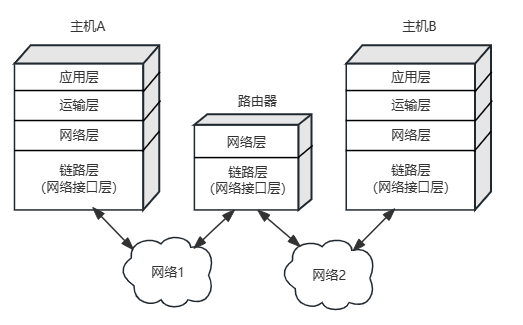 主机A
主机B
应用层
运输层
网络层
链路层
(网络接口层)
路由器
网络层
链路层
(网络接口层)
应用层
运输层
网络层
链路层
(网络接口层)
网络1
网络2